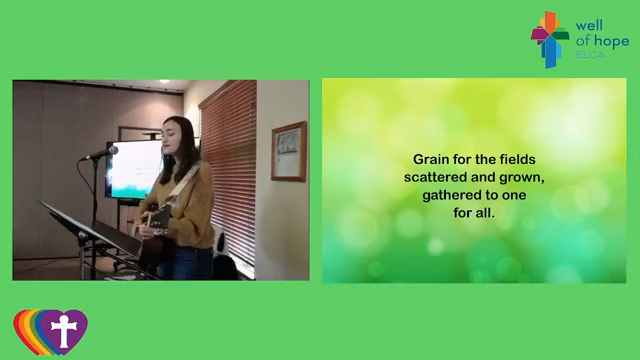 well
of hope
ELCA
Grain for the fields
scattered and grown,
gathered to one
for all.